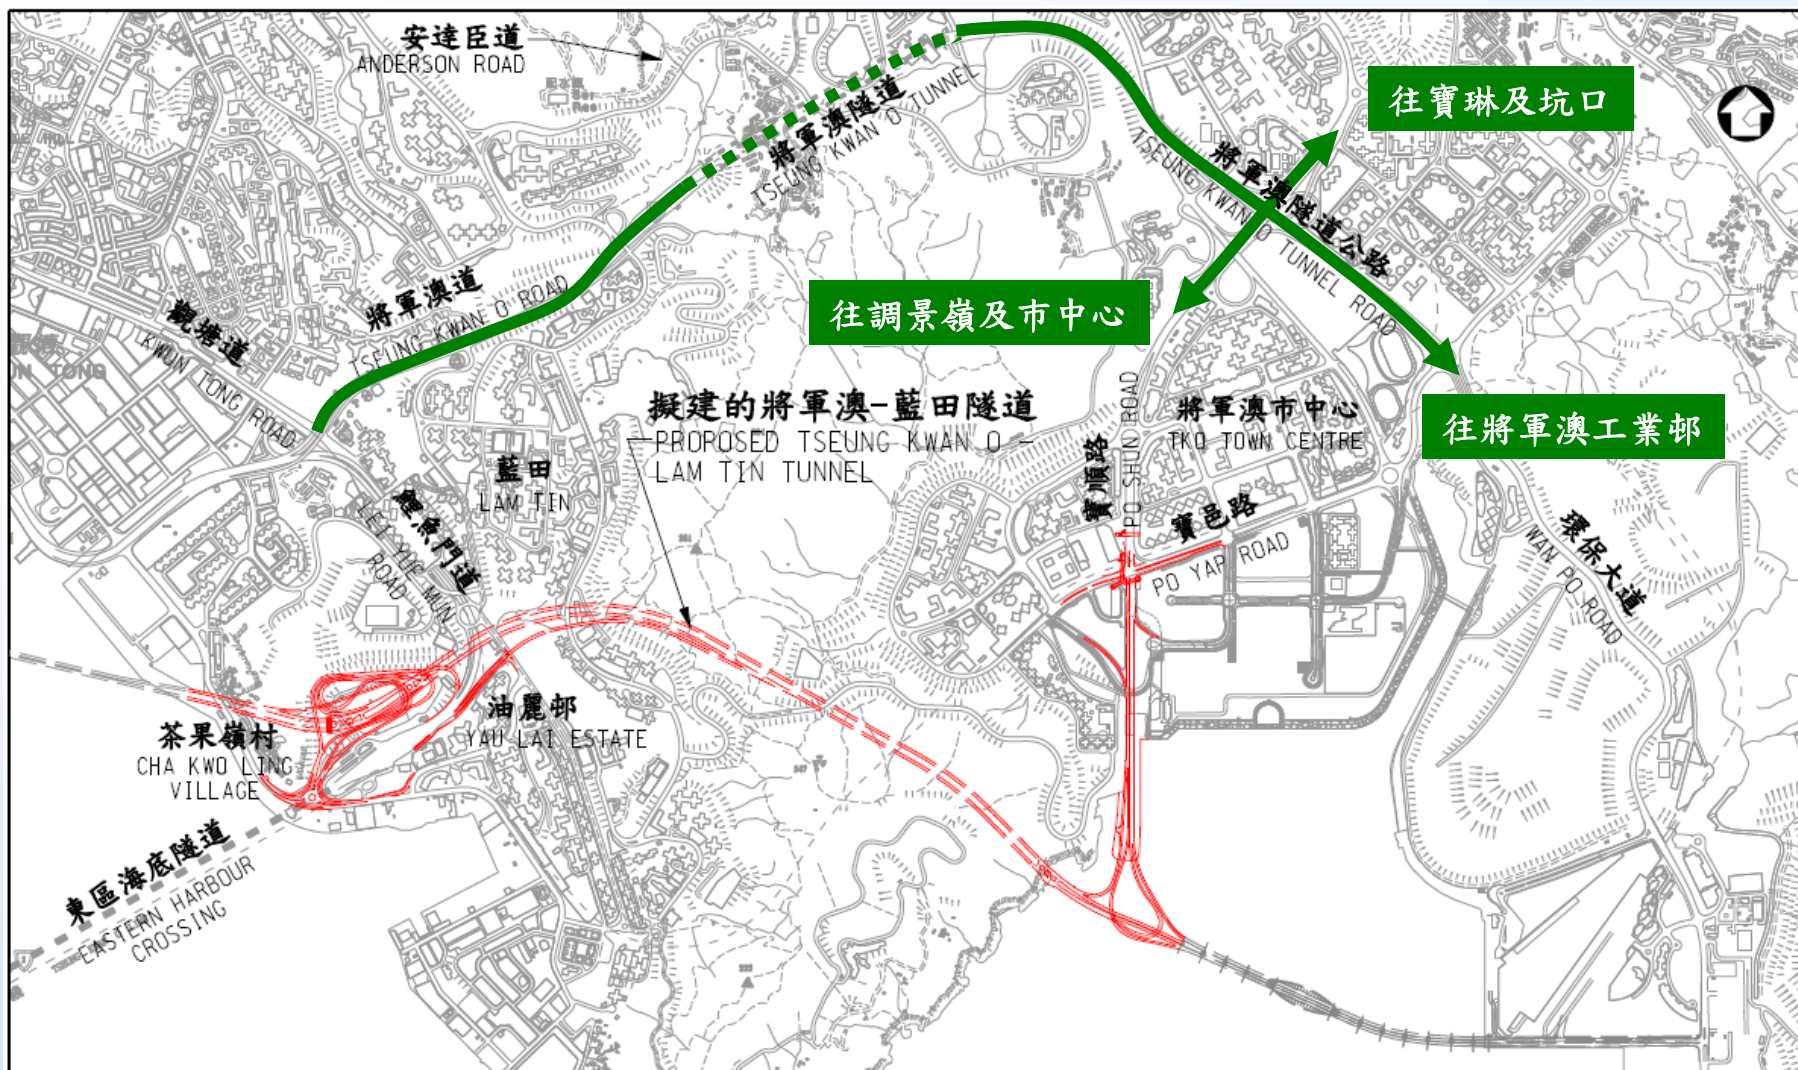 安達臣道
ANDERSON ROAD
往寶琳及坑口
將軍澳隧道
TSEUNG KWAN O TUNNEL
將軍澳隧道公路
TSEUNG KWAN O TUNNEL ROAD
往調景嶺及市中心
將軍澳道
TSEUNG KWAN O ROAD
觀塘道
KWUN TONG ROAD
往將軍澳工業邨
擬建的將軍澳-藍田隧道
PROPOSED TSEUNG KWAN O -
LAM TIN TUNNEL
將軍澳市中心
TKO TOWN CENTRE
寶順路
PO SHUN ROAD
藍田
LAM TIN
鯉魚門道
LEI YUE MUN
ROAD
寶邑路
PO YAP ROAD
環保大道
WAN PO ROAD
油麗邨
YAU LAI ESTATE
茶果嶺村
CHA KWO LING
VILLAGE
東區海底隧道
EASTERN HARBOUR
CROSSING